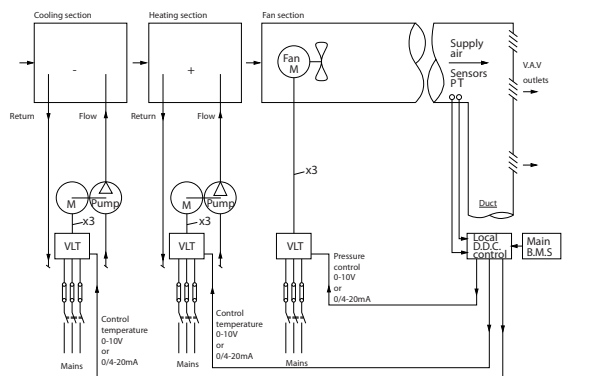 Cooling section
Heating section
Fan section
-
+
Fan
M
Supply
air
Sensors
P T
V.A.V
outlets
Return
Flow
Return
Flow
x3
M
Pump
M
Pump
Duct
x3
x3
VLT
VLT
VLT
Local
D.D.C.
control
Main
B.M.S
Pressure
control
0-10V
or
0/4-20mA
Control
temperature
0-10V
or
0/4-20mA
Control
temperature
0-10V
or
0/4-20mA
Mains
Mains
Mains